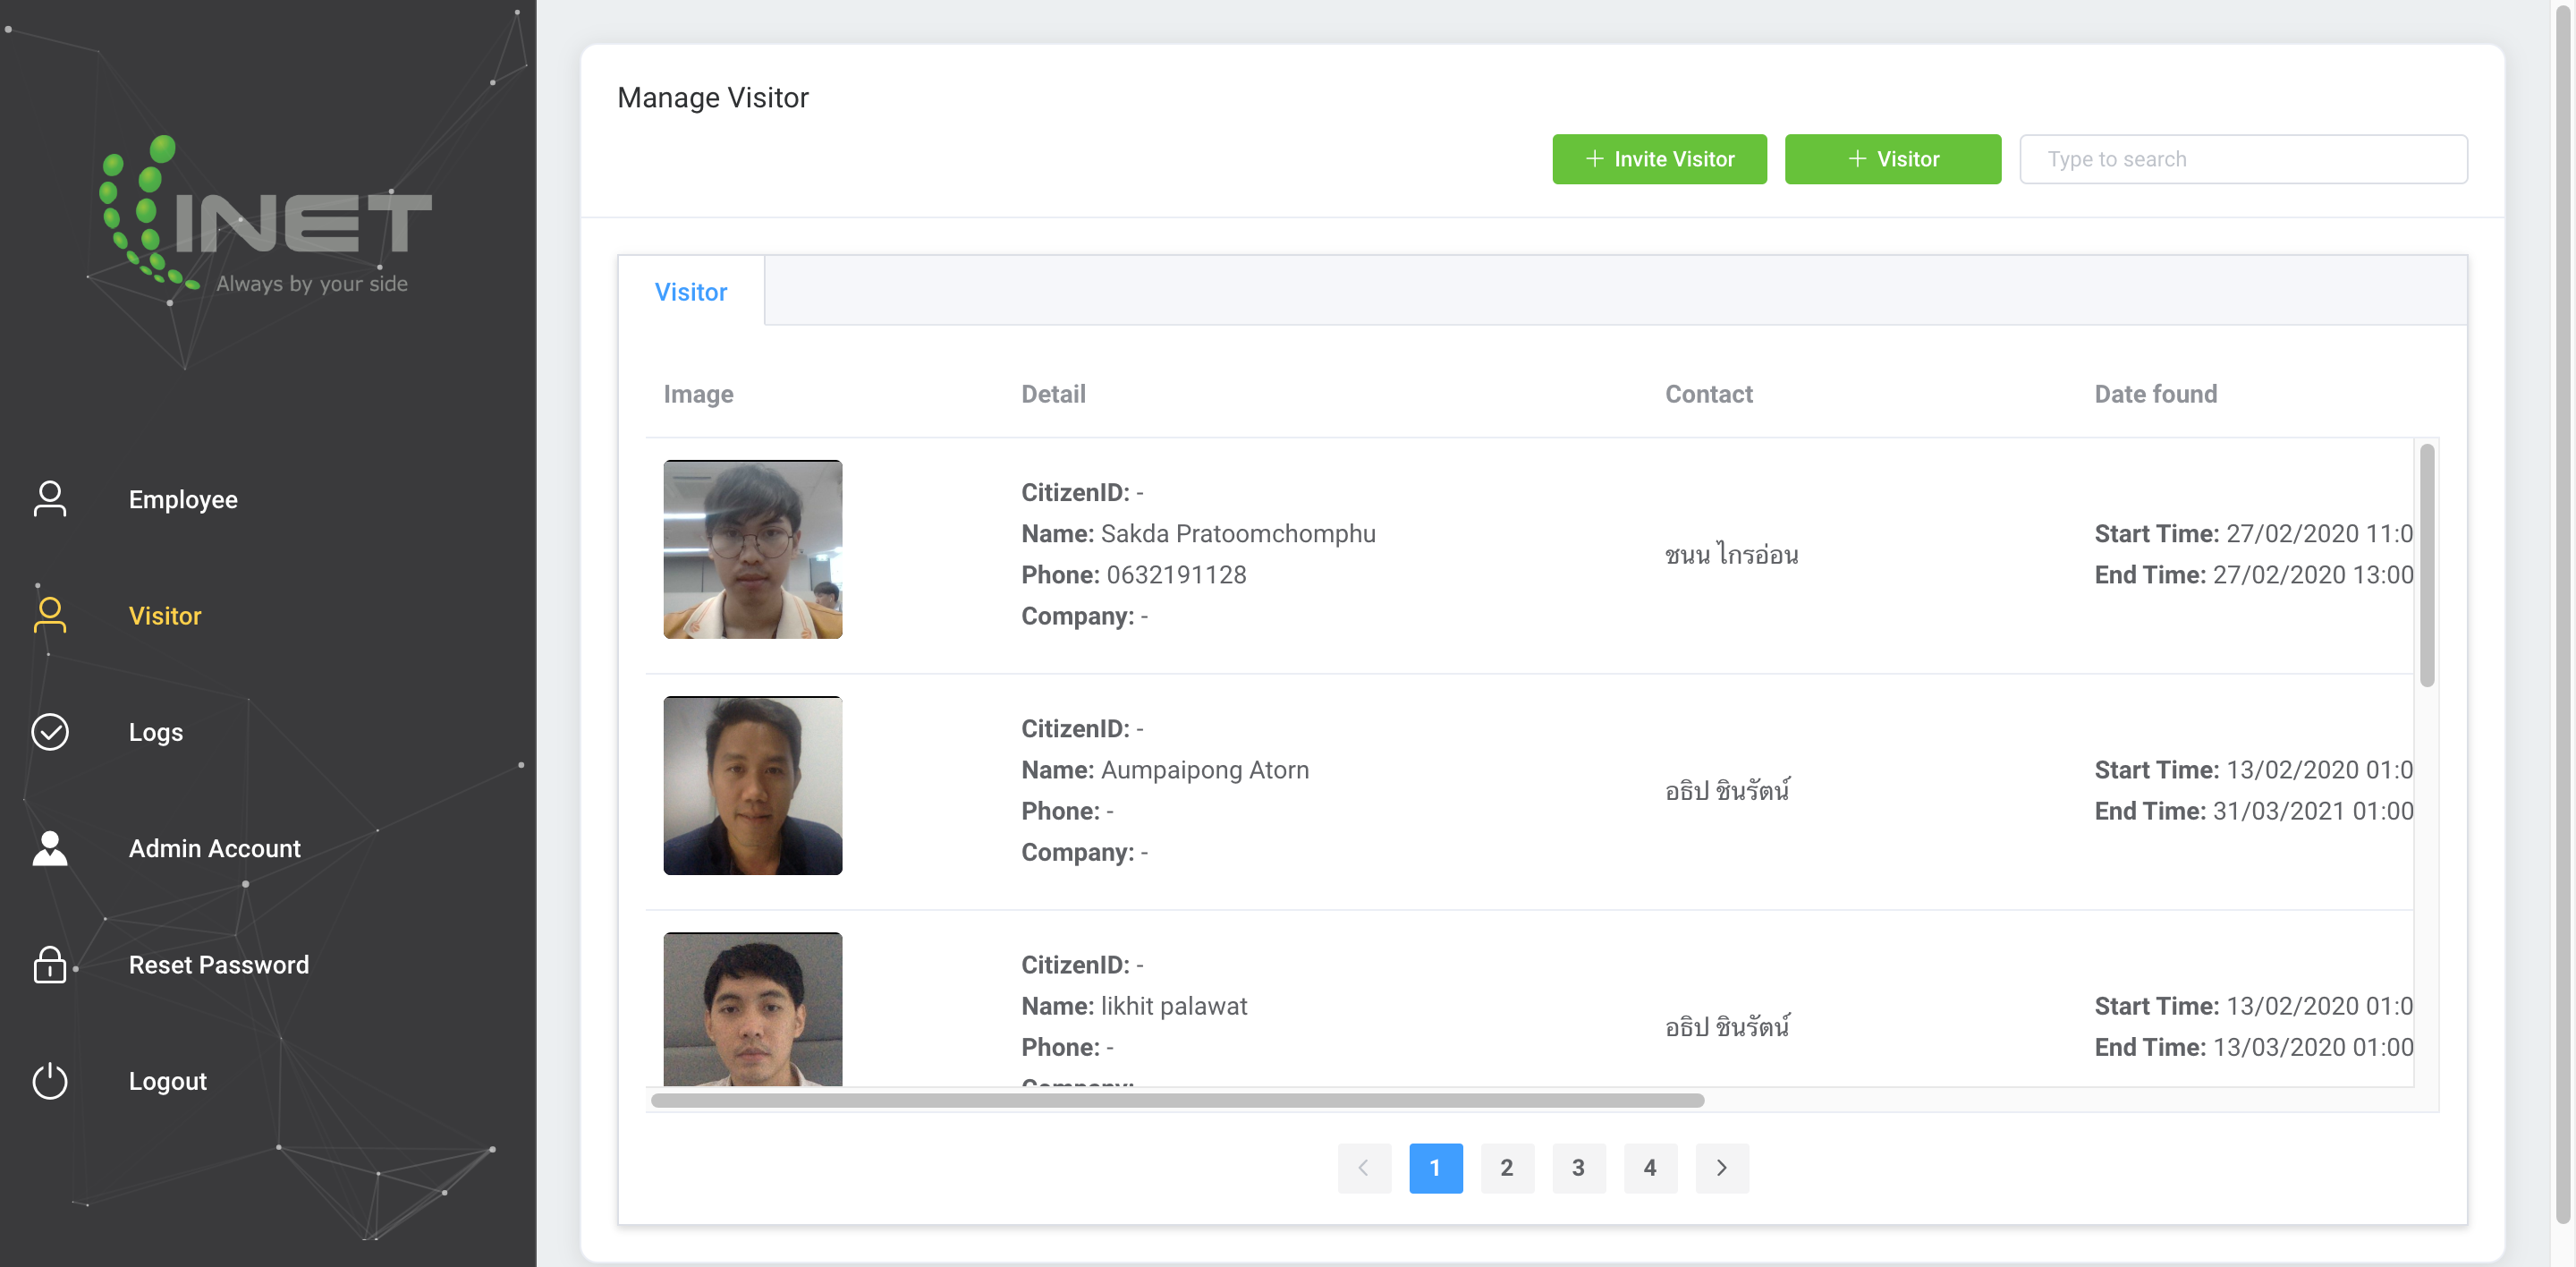 INET
Always by your side
Employee
Visitor
Logs
Admin Account
Reset Password
Logout
Manage Visitor
Invite Visitor
Visitor
Type to search
Visitor
Image Detail Contact Date found
CitizenID: -
Name: Sakda Pratoomchomphu
Phone: 0632191128
Company: -
ชนน ไกรอ่อน
Start Time: 27/02/2020 11:0
End Time: 27/02/2020 13:00
CitizenID: -
Name: Aumpaipong Atorn
Phone: -
Company: -
อธิป ชินรัตน์
Start Time: 13/02/2020 01:0
End Time: 31/03/2021 01:00
CitizenID: -
Name: likhit palawat
Phone: -
Company:
อธิป ชินรัตน์
Start Time: 13/02/2020 01:0
End Time: 13/03/2020 01:00
1 2 3 4